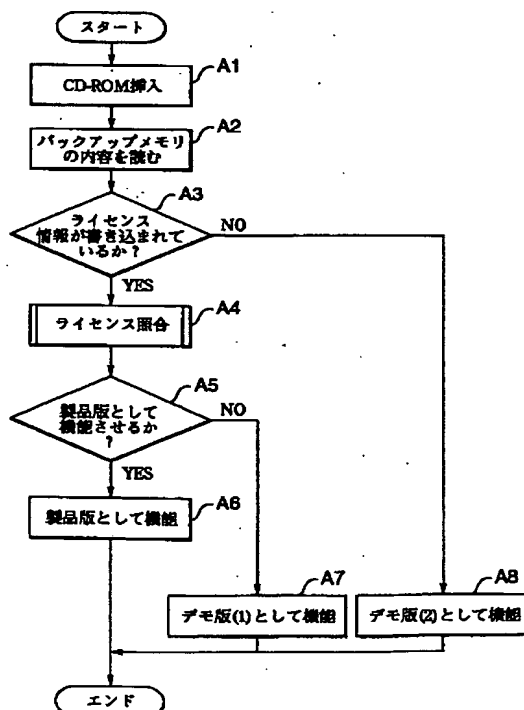 スタート
A1
CD-ROM挿入
A2
バックアップメモリ
の内容を読む
A3
ライセンス
情報が書き込まれて
いるか?
NO
YES
A4
ライセンス照合
A5
製品版として
機能させるか
?
NO
YES
A6
製品版として機能
A7
デモ版(1)として機能
A8
デモ版(2)として機能
エンド